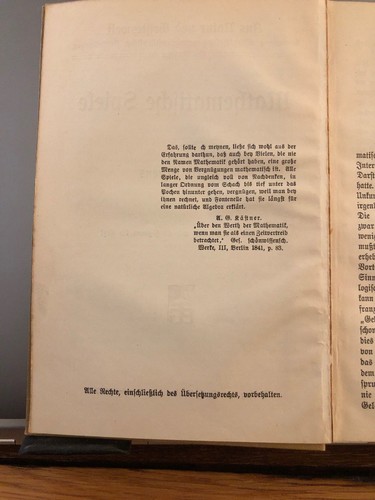 Das, sollte ch meynen, ließe sich wohl aus der
Erfahrung darthun, daß auch bey Vielen, die nie
den Namen Mathematik gehört haben, eine große
Menge von Vergnügungen mathematisch ist. Alle
Spiele, die ungleich voll von Nachdenken, in
langer Ordnung vom Schach bis tief unter das
Pochen hinunter gehen, vergnügen, weil man bey
ihnen rechnet, und Fontenelle hat sie längst für
eine natürliche Algebra erklärt.
A. G. Kästner.
„Über den Werth der Mathematik,
wenn man sie als einen Zeitvertreib
betrachtet.“ Ges. schönwissensch.
Werke, III, Berlin 1841, p. 85.
Alle Rechte, einschließlich des Übersetzungsrechts, vorbehalten.